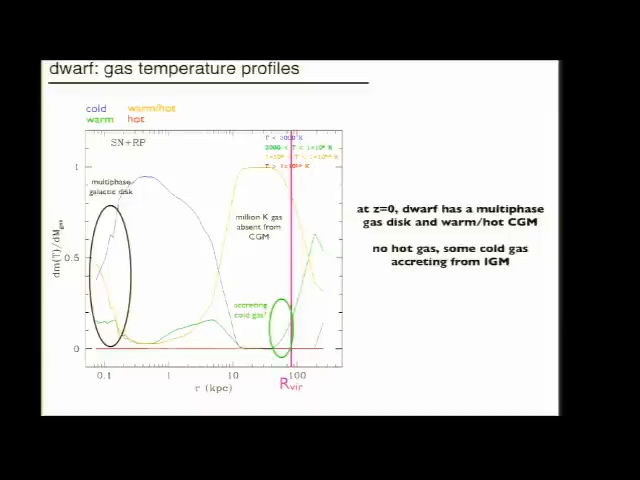 dwarf: gas temperature profiles
cold warm/hot
warm hot
SN+RP
multiphase
galactic disk
million K gas
absent from
CGM
accreting
cold gas?
at z=0, dwarf has a multiphase
gas disk and warm/hot CGM
no hot gas, some cold gas
accreting from IGM
dm(T)/dMgas
1
0.5
0
0.1 1 10 100
r (kpc)
Rvir